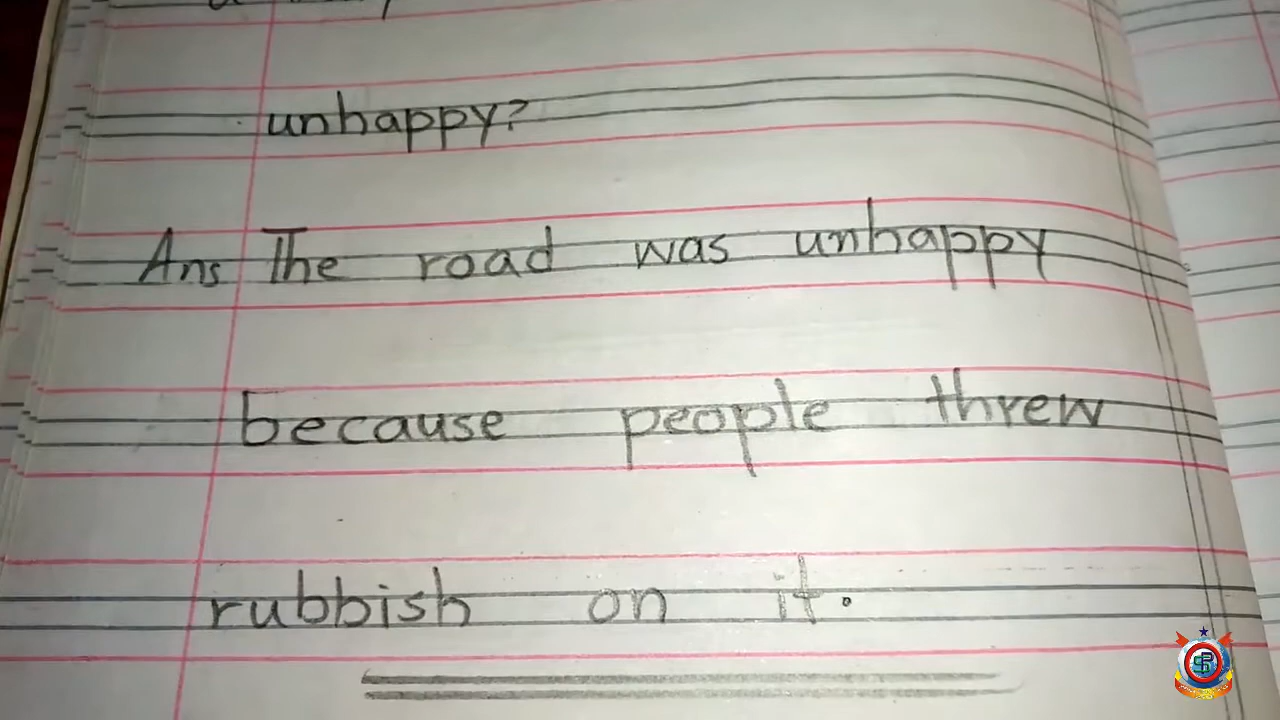 unhappy?
Ans The road was unhappy
because people threw
rubbish on it.